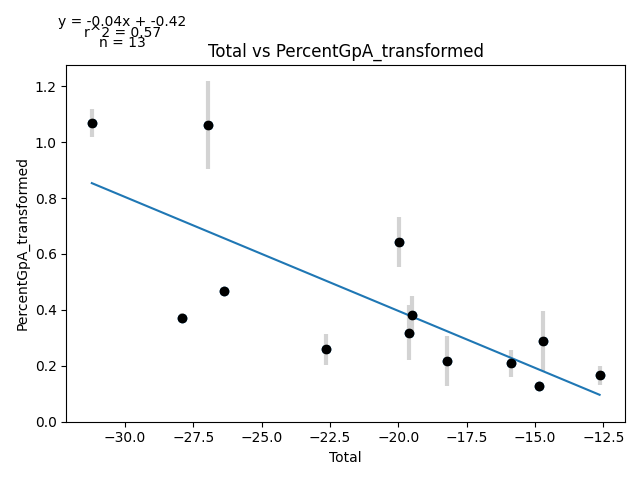 y = -0.04x + -0.42
r^2 = 0.57
n = 13
Total vs PercentGpA_transformed
PercentGpA_transformed
1.2
1.0
0.8
0.6
0.4
0.2
0.0
−30.0 −27.5 −25.0 −22.5 −20.0 −17.5 −15.0 −12.5
Total